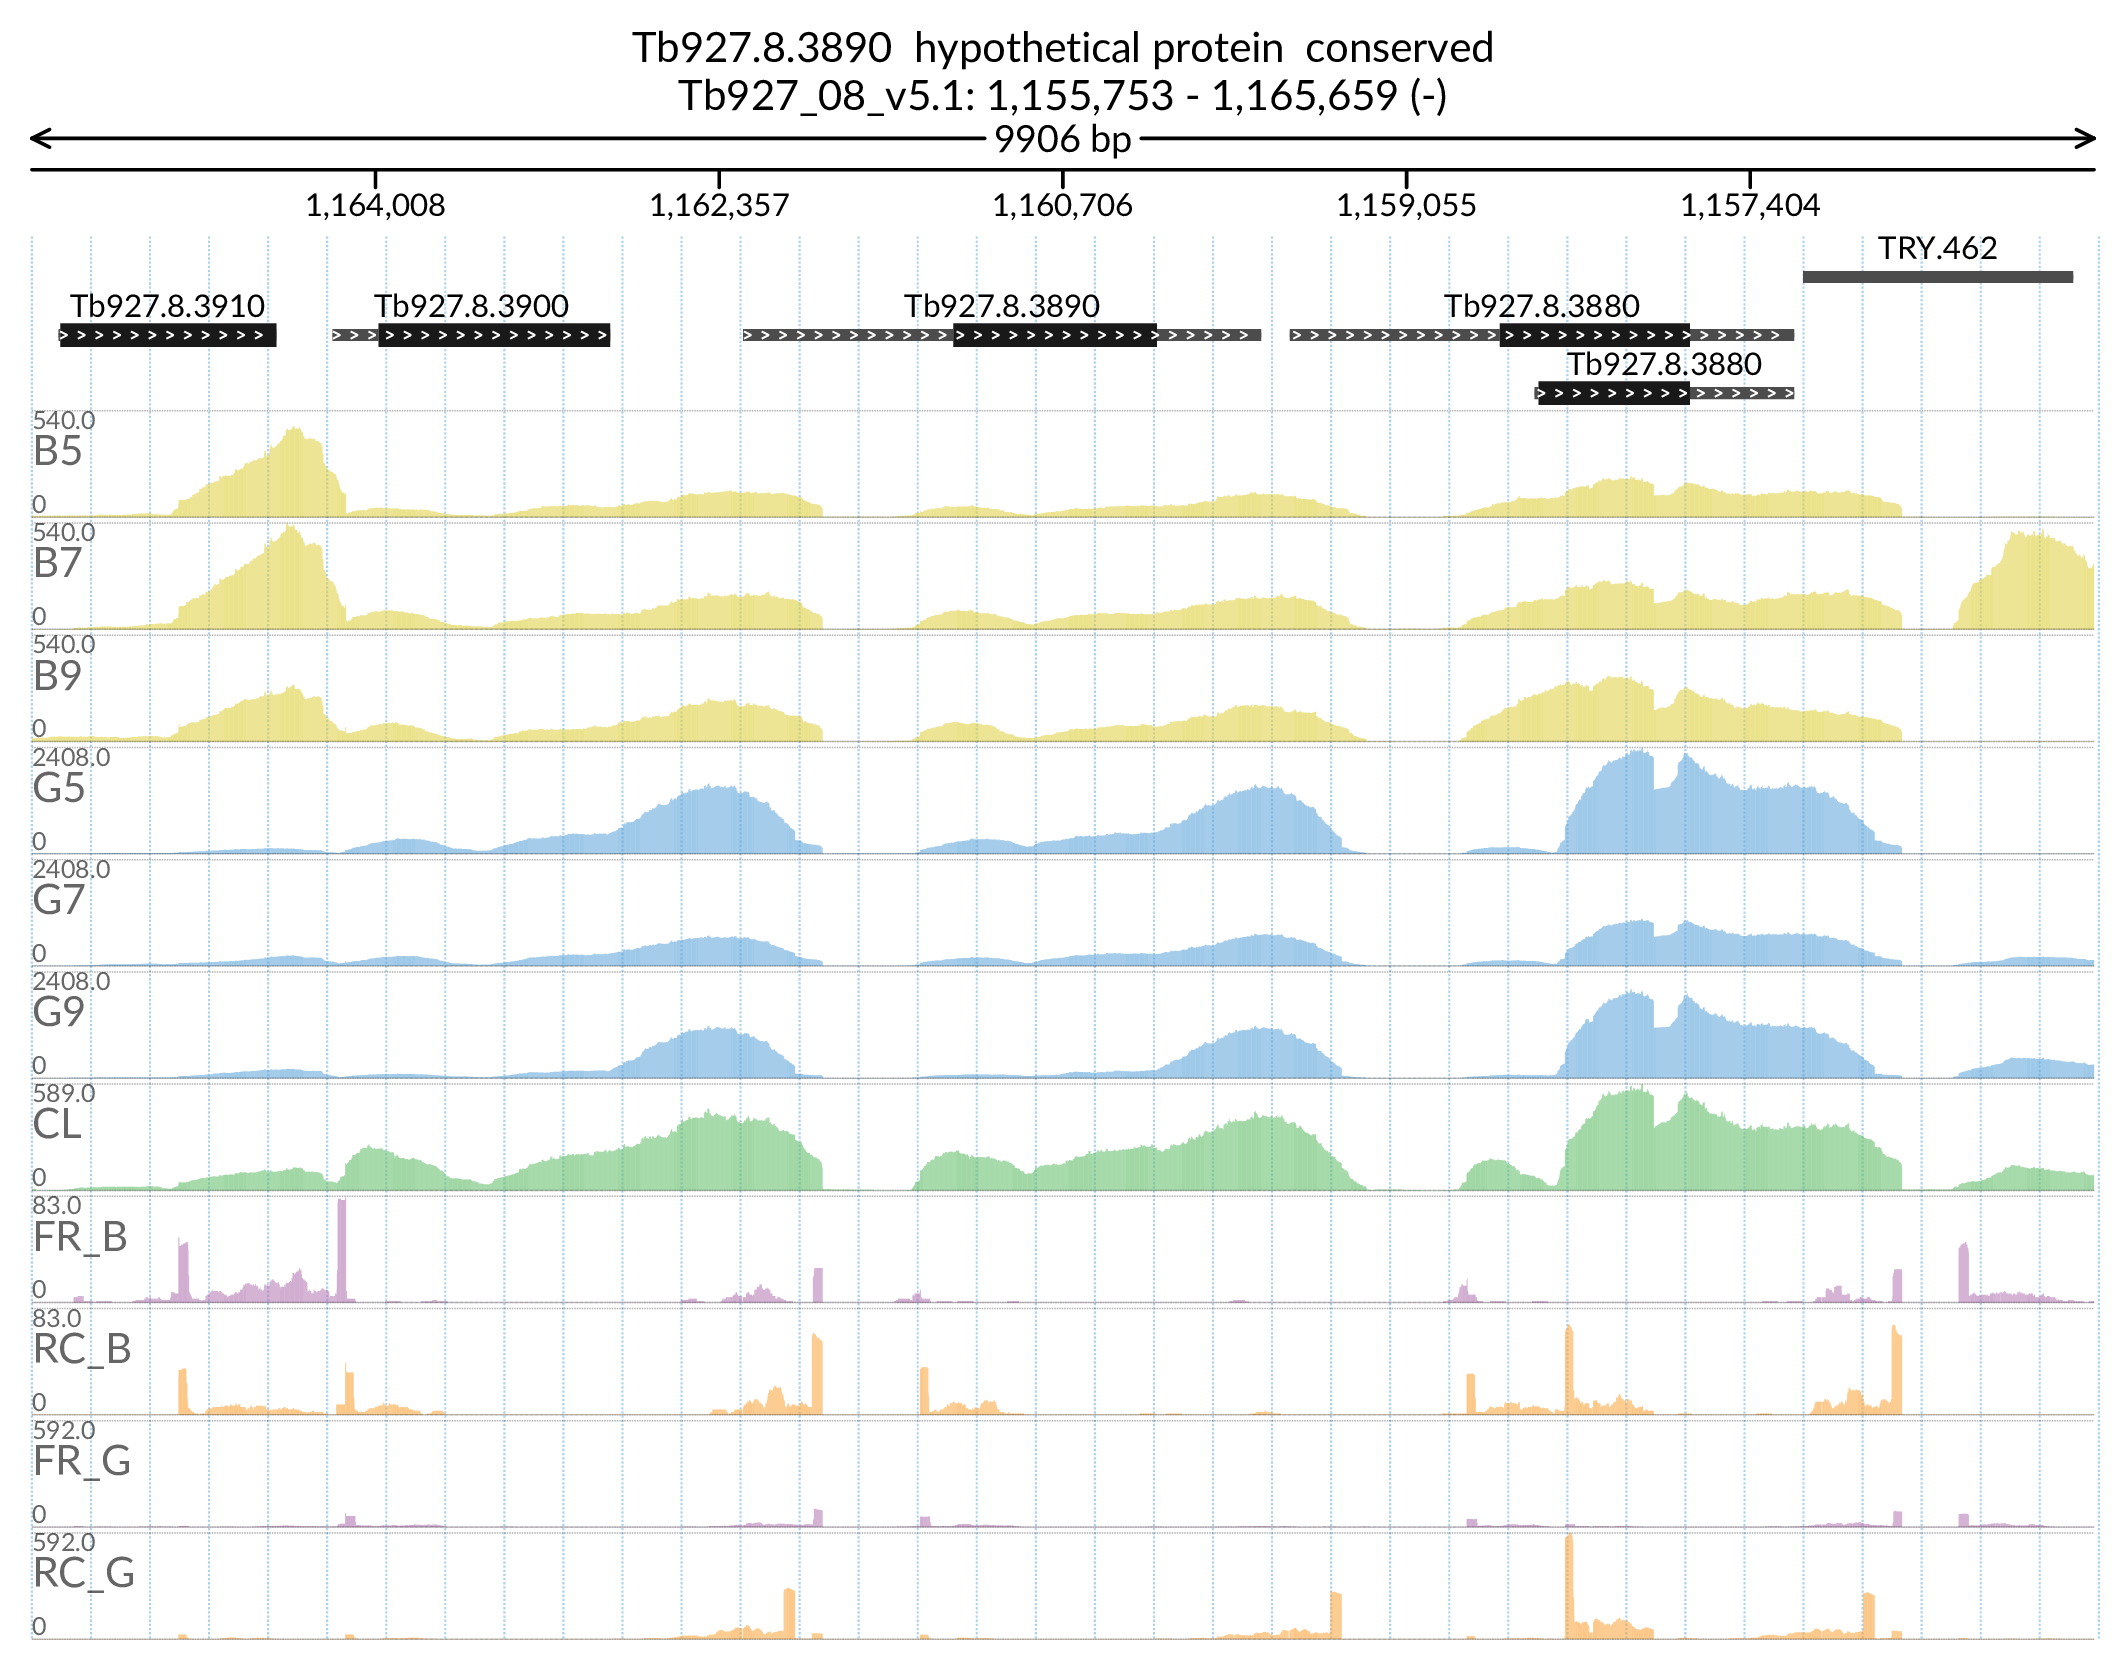 Tb927.8.3890  hypothetical protein  conserved
Tb927_08_v5.1: 1,155,753 - 1,165,659 (-)
9906 bp
1,164,008 1,162,357 1,160,706 1,159,055 1,157,404
TRY.462
Tb927.8.3910 Tb927.8.3900 Tb927.8.3890 Tb927.8.3880
Tb927.8.3880
540.0
B5
0
540.0
B7
0
540.0
B9
0
2408.0
G5
0
2408.0
G7
0
2408.0
G9
0
589.0
CL
0
83.0
FR_B
0
83.0
RC_B
0
592.0
FR_G
0
592.0
RC_G
0